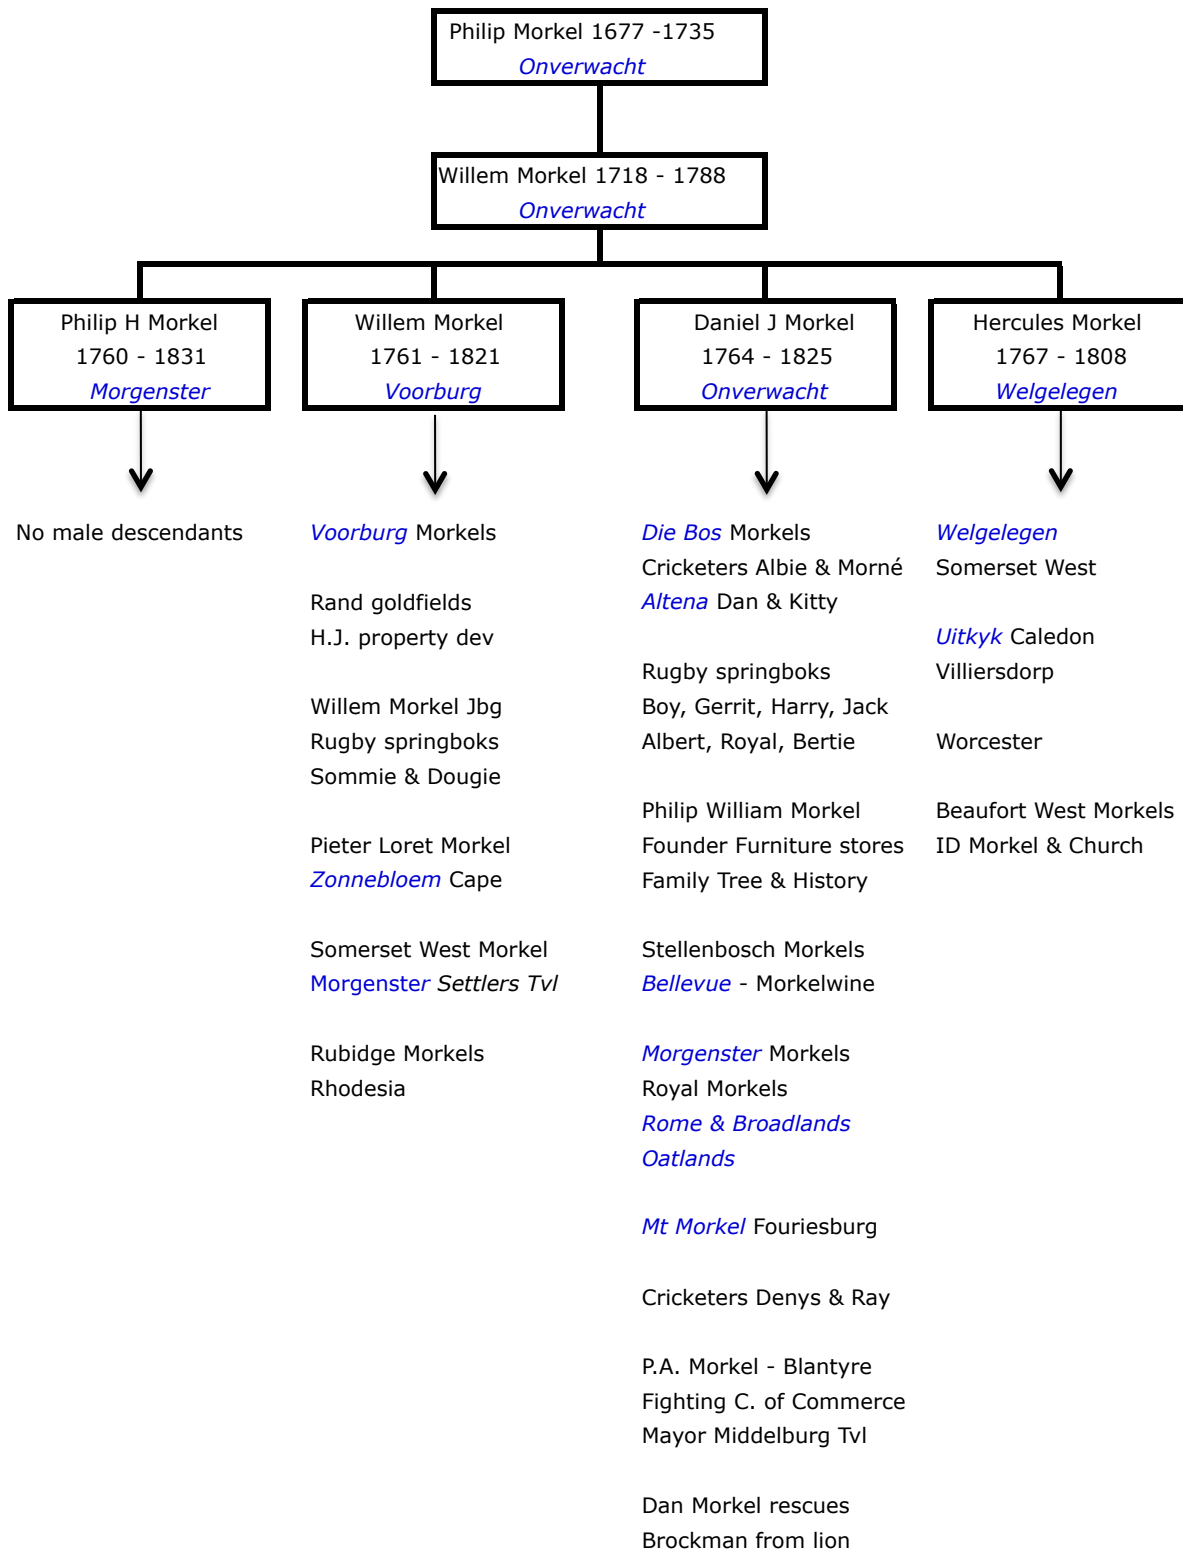 Philip Morkel 1677 -1735
Onverwacht
Willem Morkel 1718 - 1788
Onverwacht
Philip H Morkel
1760 - 1831
Morgenster
Willem Morkel
1761 - 1821
Voorburg
Daniel J Morkel
1764 - 1825
Onverwacht
Hercules Morkel
1767 - 1808
Welgelegen
No male descendants
Voorburg Morkels
Rand goldfields
H.J. property dev
Willem Morkel Jbg
Rugby springboks
Sommie & Dougie
Pieter Loret Morkel
Zonnebloem Cape
Somerset West Morkel
Morgenster Settlers Tvl
Rubidge Morkels
Rhodesia
Die Bos Morkels
Cricketers Albie & Morné
Altena Dan & Kitty
Rugby springboks
Boy, Gerrit, Harry, Jack
Albert, Royal, Bertie
Philip William Morkel
Founder Furniture stores
Family Tree & History
Stellenbosch Morkels
Bellevue - Morkelwine
Morgenster Morkels
Royal Morkels
Rome & Broadlands
Oatlands
Mt Morkel Fouriesburg
Cricketers Denys & Ray
P.A. Morkel - Blantyre
Fighting C. of Commerce
Mayor Middelburg Tvl
Dan Morkel rescues
Brockman from lion
Welgelegen
Somerset West
Uitkyk Caledon
Villiersdorp
Worcester
Beaufort West Morkels
ID Morkel & Church